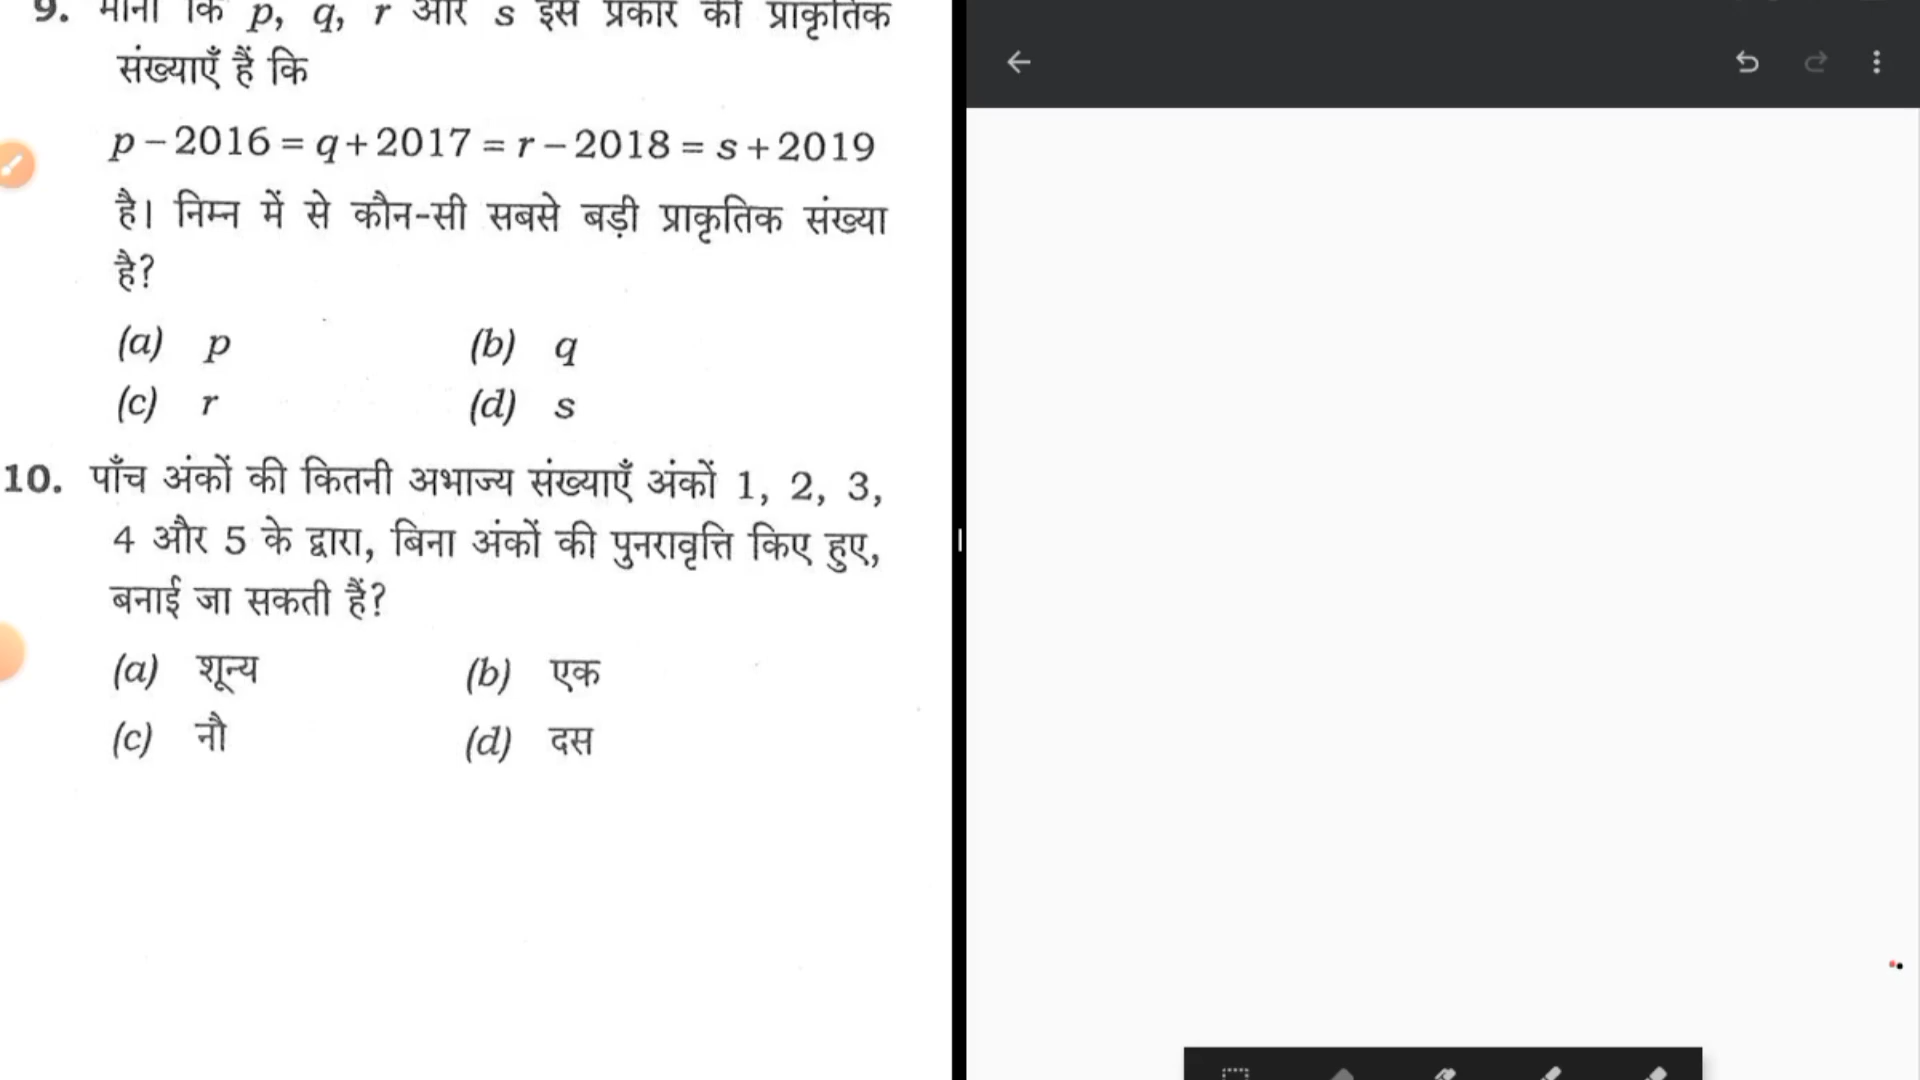 9. माना कि p, q, r और s इस प्रकार की प्राकृतिक
संख्याएँ हैं कि
p – 2016 = q + 2017 = r – 2018 = s + 2019
है। निम्न में से कौन-सी सबसे बड़ी प्राकृतिक संख्या
है?
(a) p (b) q
(c) r (d) s
10. पाँच अंकों की कितनी अभाज्य संख्याएँ अंकों 1, 2, 3,
4 और 5 के द्वारा, बिना अंकों की पुनरावृत्ति किए हुए,
बनाई जा सकती हैं?
(a) शून्य (b) एक
(c) नौ (d) दस